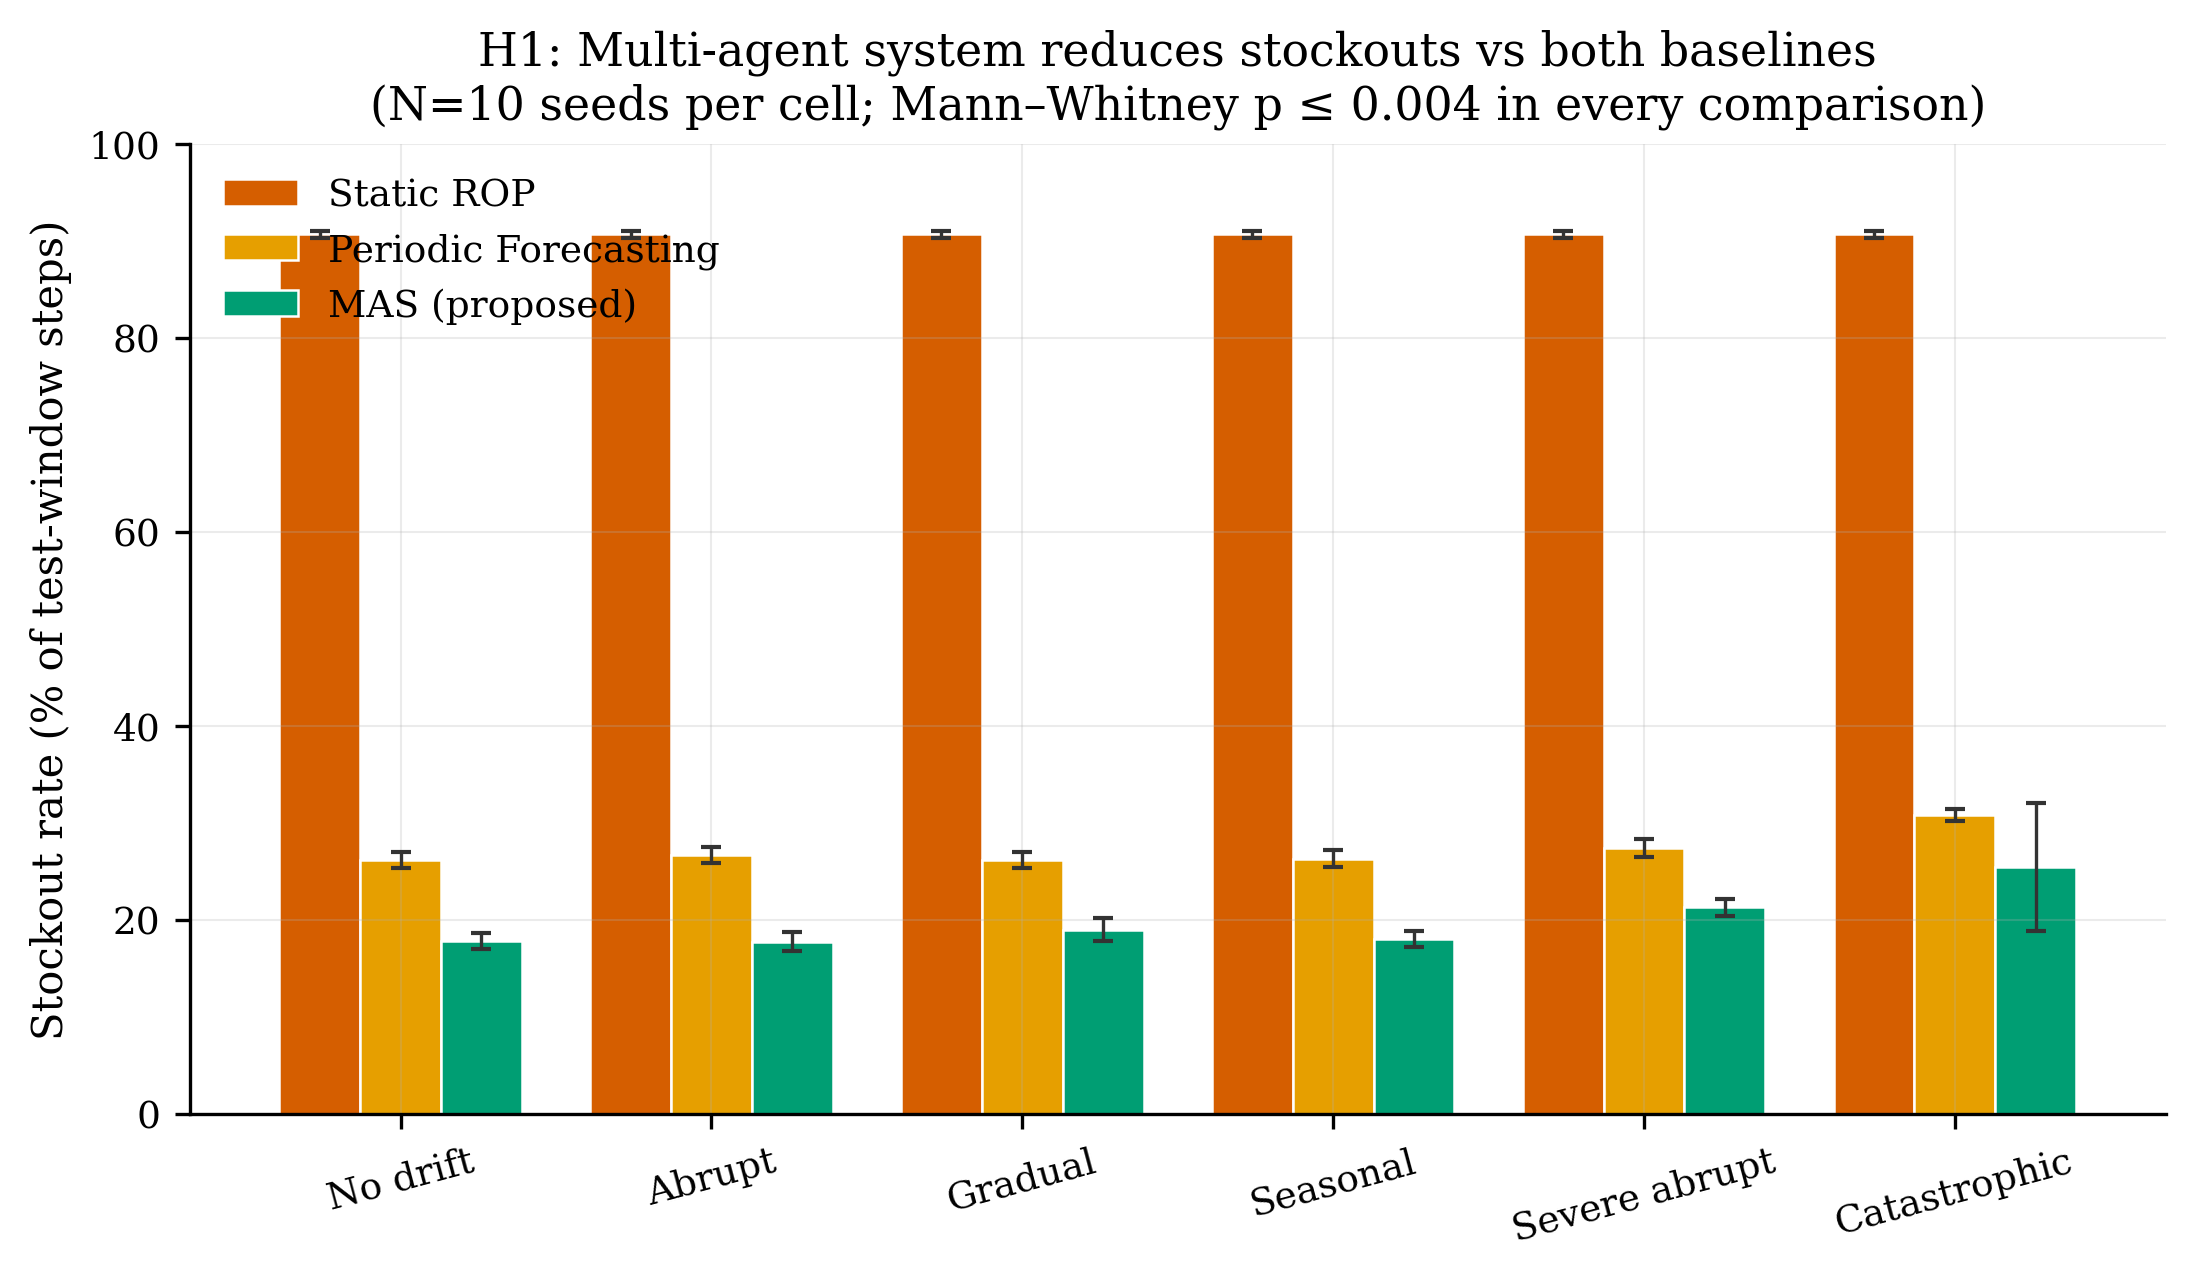 H1: Multi-agent system reduces stockouts vs both baselines
(N=10 seeds per cell; Mann–Whitney p ≤ 0.004 in every comparison)
Stockout rate (% of test-window steps)
100
80
60
40
20
0
Static ROP
Periodic Forecasting
MAS (proposed)
No drift
Abrupt
Gradual
Seasonal
Severe abrupt
Catastrophic